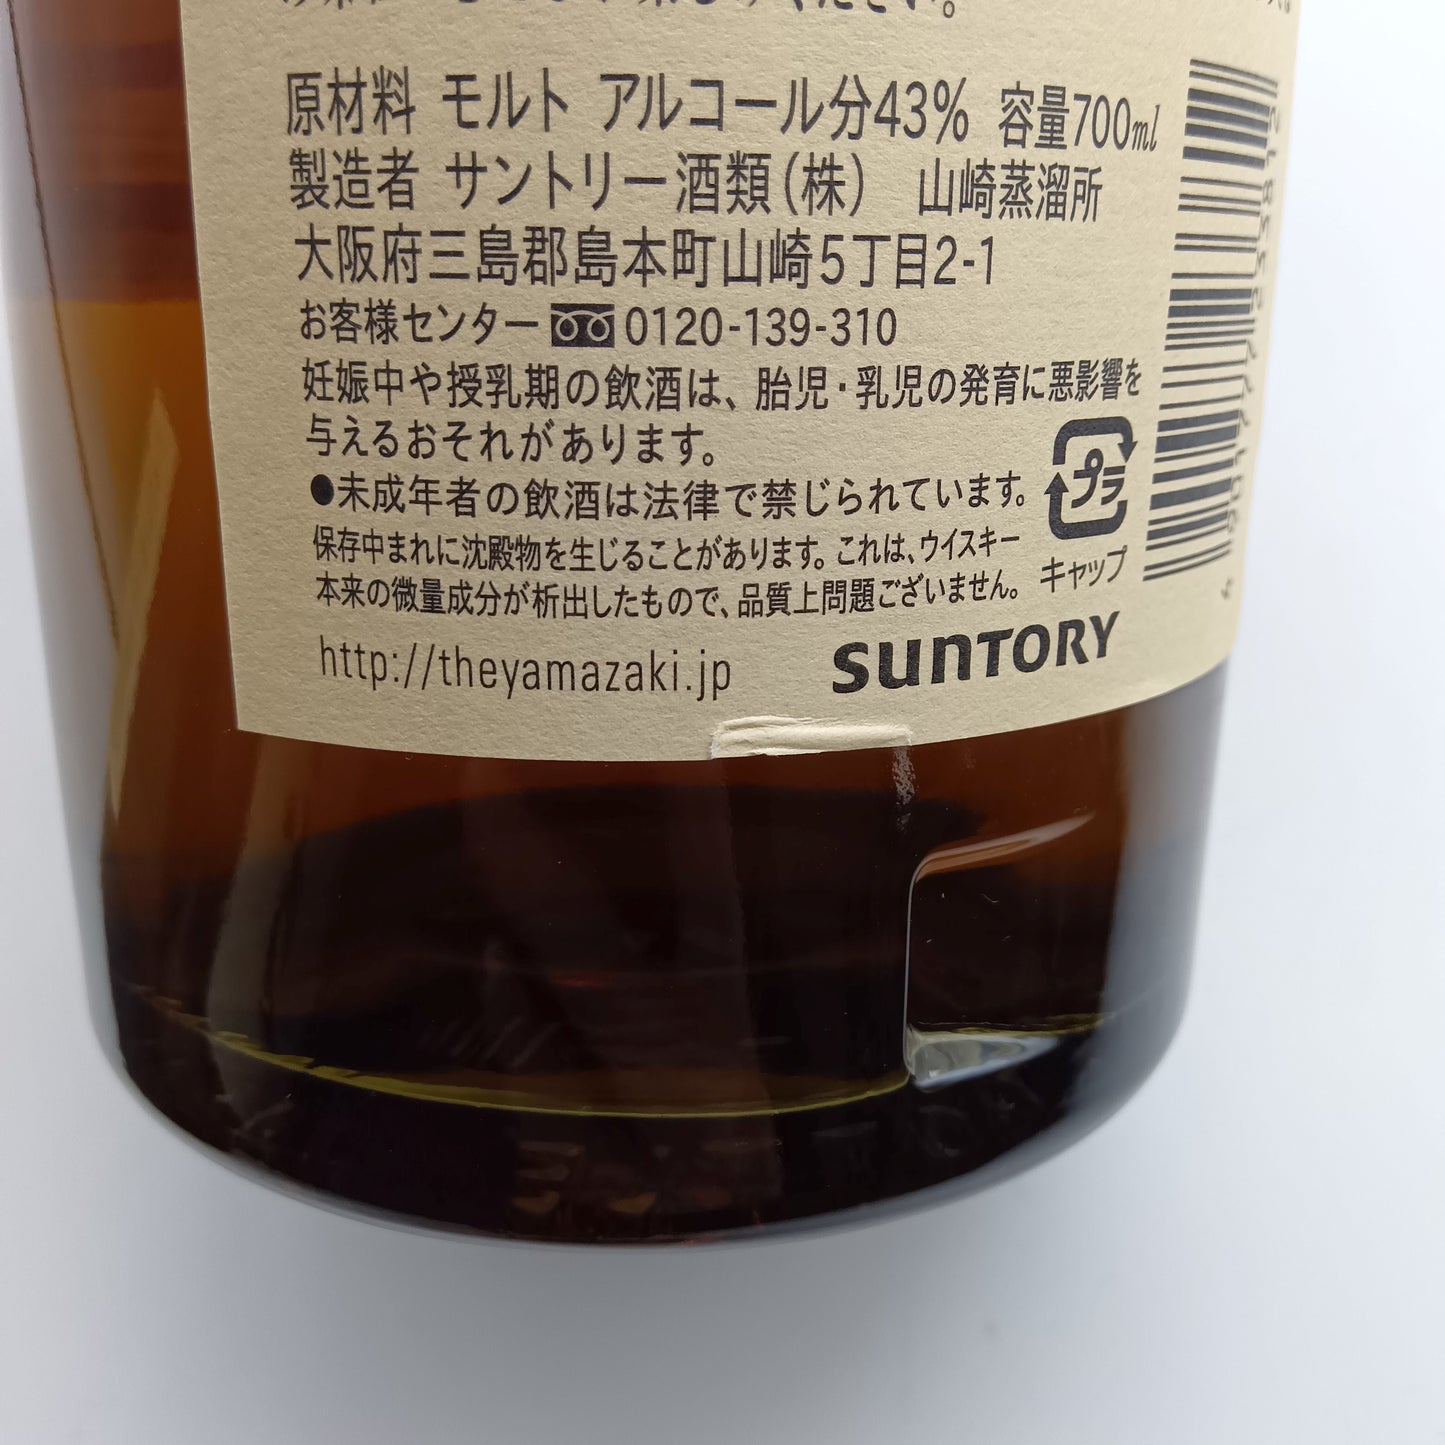 ください。
原材料 モルト アルコール分43% 容量700ml
製造者 サントリー酒類(株) 山崎蒸溜所
大阪府三島郡島本町山崎5丁目2-1
お客様センター 0120-139-310
妊娠中や授乳期の飲酒は、胎児・乳児の発育に悪影響を
与えるおそれがあります。
●未成年者の飲酒は法律で禁じられています。
保存中まれに沈殿物を生じることがあります。これは、ウイスキー
本来の微量成分が析出したもので、品質上問題ございません。
プラ
キャップ
http://theyamazaki.jp
SUNTORY